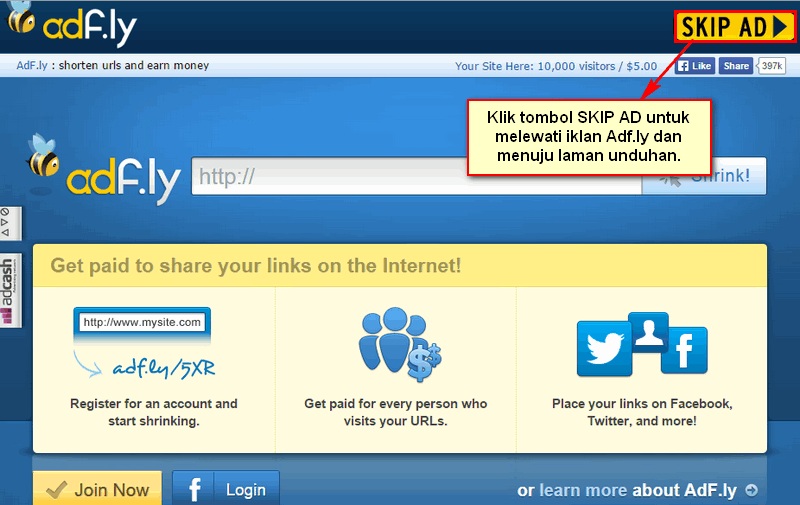 adf.ly
SKIP AD
AdF.ly : shorten urls and earn money
Your Site Here: 10,000 visitors / $5.00
Like
Share
397k
Klik tombol SKIP AD untuk
melewati iklan Adf.ly dan
menuju laman unduhan.
adf.ly
http://
Shrink!
adcash
Get paid to share your links on the Internet!
http://www.mysite.com
adf.ly/5XR
Register for an account and
start shrinking.
Get paid for every person who
visits your URLs.
Place your links on Facebook,
Twitter, and more!
Join Now
Login
or learn more about AdF.ly